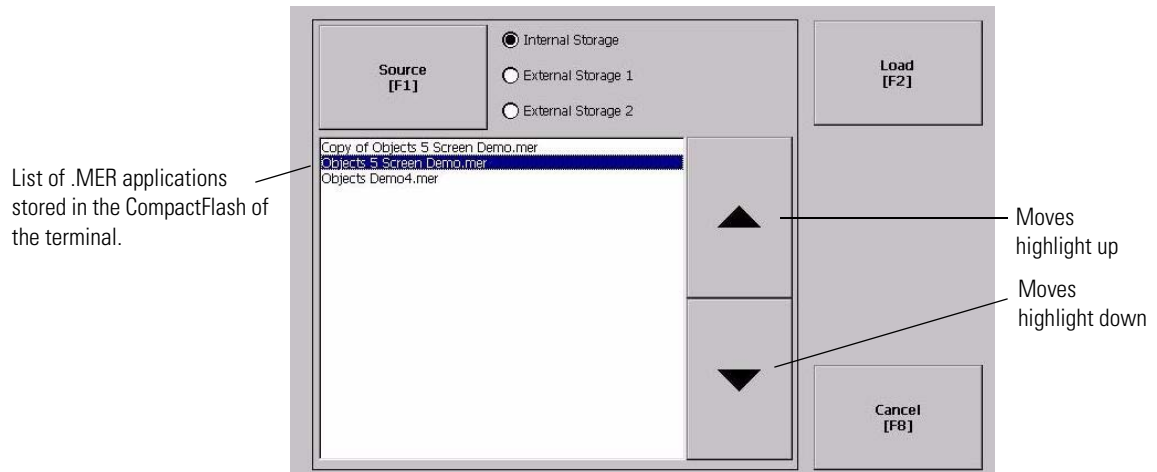 Source
[F1]
Internal Storage
External Storage 1
External Storage 2
Load
[F2]
Copy of Objects 5 Screen Demo.mer
Objects 5 Screen Demo.mer
Objects Demo4.mer
List of .MER applications
stored in the CompactFlash of
the terminal.
Moves
highlight up
Moves
highlight down
Cancel
[F8]